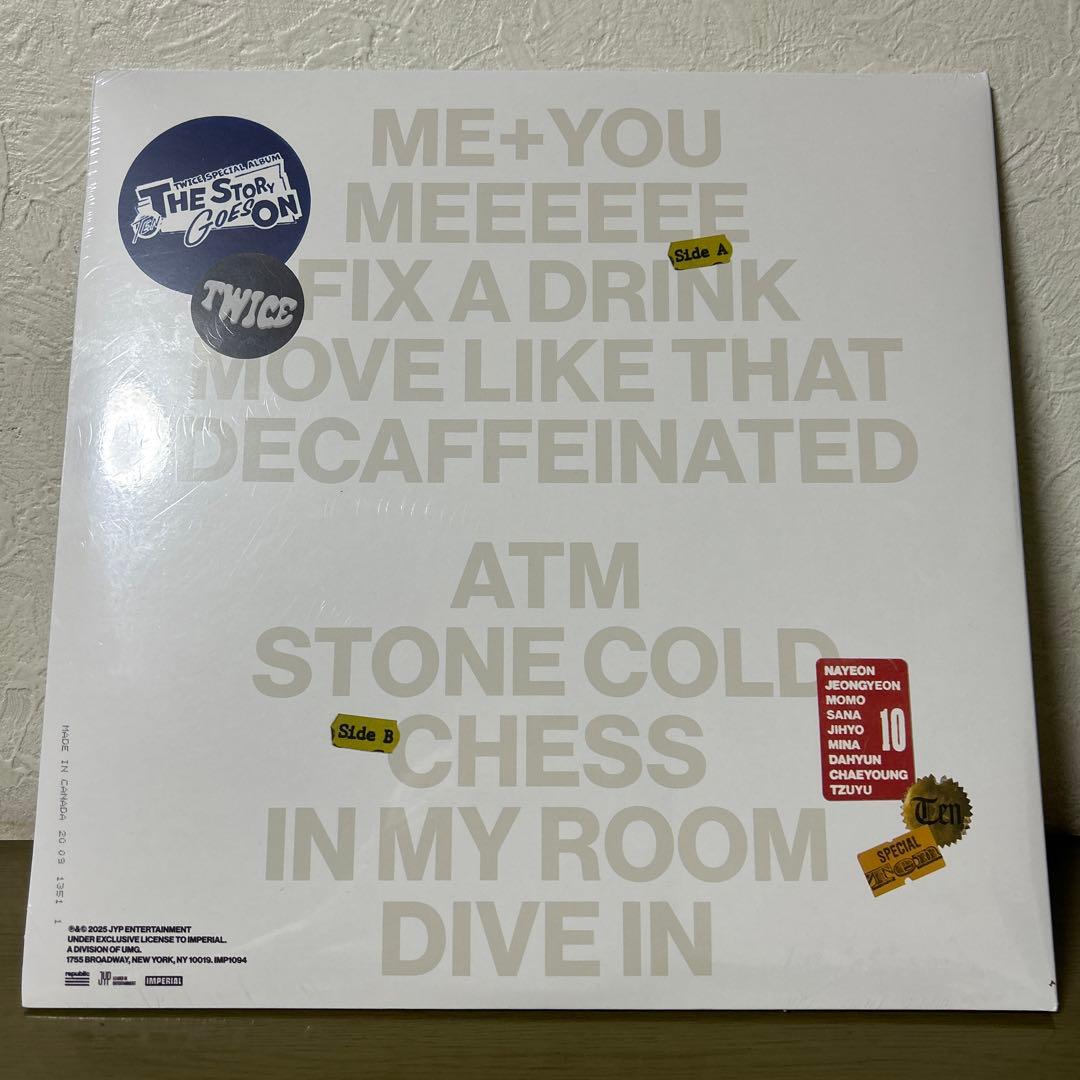 TWICE SPECIAL ALBUM
TEN
THE STORY
GOES ON
TWICE
ME+YOU
MEEEEEE
Side A
FIX A DRINK
MOVE LIKE THAT
DECAFFEINATED
ATM
STONE COLD
Side B
CHESS
IN MY ROOM
DIVE IN
NAYEON
JEONGYEON
MOMO
SANA
JIHYO
MINA
DAHYUN
CHAEYOUNG
TZUYU
10
Ten
SPECIAL
TEN
MADE IN CANADA 20 09 1351 1
℗&© 2025 JYP ENTERTAINMENT
UNDER EXCLUSIVE LICENSE TO IMPERIAL.
A DIVISION OF UMG.
1755 BROADWAY, NEW YORK, NY 10019. IMP1094
republic
JYP LEADER IN ENTERTAINMENT
IMPERIAL